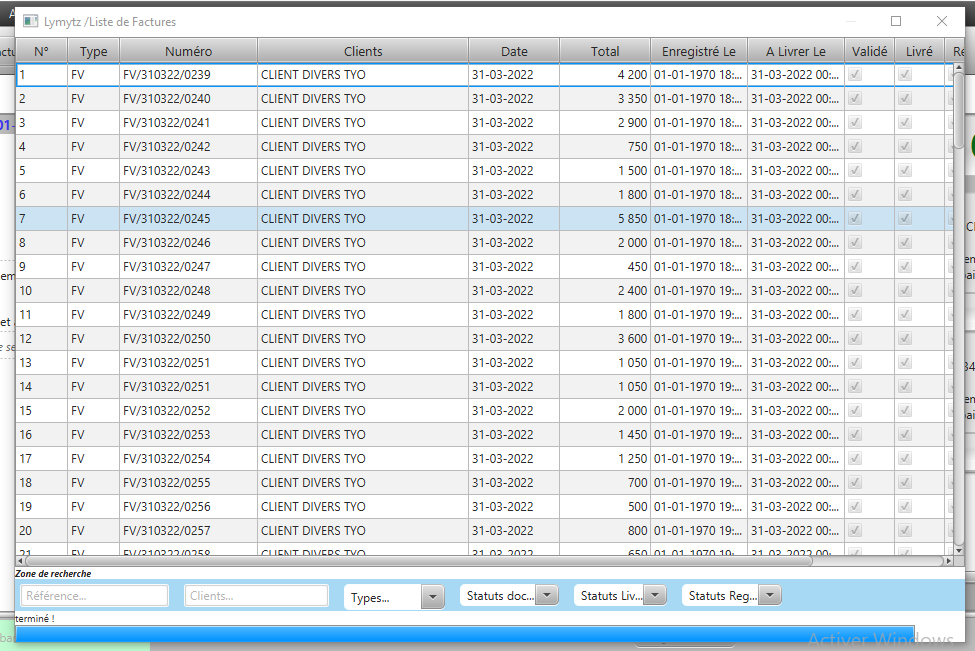 Lymytz /Liste de Factures
N° Type Numéro Clients Date Total Enregistré Le A Livrer Le Validé Livré Re
1 FV FV/310322/0239 CLIENT DIVERS TYO 31-03-2022 4 200 01-01-1970 18:... 31-03-2022 00:...
2 FV FV/310322/0240 CLIENT DIVERS TYO 31-03-2022 3 350 01-01-1970 18:... 31-03-2022 00:...
3 FV FV/310322/0241 CLIENT DIVERS TYO 31-03-2022 2 900 01-01-1970 18:... 31-03-2022 00:...
4 FV FV/310322/0242 CLIENT DIVERS TYO 31-03-2022 750 01-01-1970 18:... 31-03-2022 00:...
5 FV FV/310322/0243 CLIENT DIVERS TYO 31-03-2022 1 500 01-01-1970 18:... 31-03-2022 00:...
6 FV FV/310322/0244 CLIENT DIVERS TYO 31-03-2022 1 800 01-01-1970 18:... 31-03-2022 00:...
7 FV FV/310322/0245 CLIENT DIVERS TYO 31-03-2022 5 850 01-01-1970 18:... 31-03-2022 00:...
8 FV FV/310322/0246 CLIENT DIVERS TYO 31-03-2022 2 000 01-01-1970 18:... 31-03-2022 00:...
9 FV FV/310322/0247 CLIENT DIVERS TYO 31-03-2022 450 01-01-1970 18:... 31-03-2022 00:...
10 FV FV/310322/0248 CLIENT DIVERS TYO 31-03-2022 2 400 01-01-1970 19:... 31-03-2022 00:...
11 FV FV/310322/0249 CLIENT DIVERS TYO 31-03-2022 1 800 01-01-1970 19:... 31-03-2022 00:...
12 FV FV/310322/0250 CLIENT DIVERS TYO 31-03-2022 3 600 01-01-1970 19:... 31-03-2022 00:...
13 FV FV/310322/0251 CLIENT DIVERS TYO 31-03-2022 1 050 01-01-1970 19:... 31-03-2022 00:...
14 FV FV/310322/0251 CLIENT DIVERS TYO 31-03-2022 1 050 01-01-1970 19:... 31-03-2022 00:...
15 FV FV/310322/0252 CLIENT DIVERS TYO 31-03-2022 2 000 01-01-1970 19:... 31-03-2022 00:...
16 FV FV/310322/0253 CLIENT DIVERS TYO 31-03-2022 1 450 01-01-1970 19:... 31-03-2022 00:...
17 FV FV/310322/0254 CLIENT DIVERS TYO 31-03-2022 1 250 01-01-1970 19:... 31-03-2022 00:...
18 FV FV/310322/0255 CLIENT DIVERS TYO 31-03-2022 700 01-01-1970 19:... 31-03-2022 00:...
19 FV FV/310322/0256 CLIENT DIVERS TYO 31-03-2022 500 01-01-1970 19:... 31-03-2022 00:...
20 FV FV/310322/0257 CLIENT DIVERS TYO 31-03-2022 800 01-01-1970 19:... 31-03-2022 00:...
21 FV FV/310322/0258 CLIENT DIVERS TYO 31-03-2022 650 01-01-1970 19:... 31-03-2022 00:...
Zone de recherche
Référence... Clients... Types... Statuts doc... Statuts Liv... Statuts Reg...
terminé !
Activer Windows